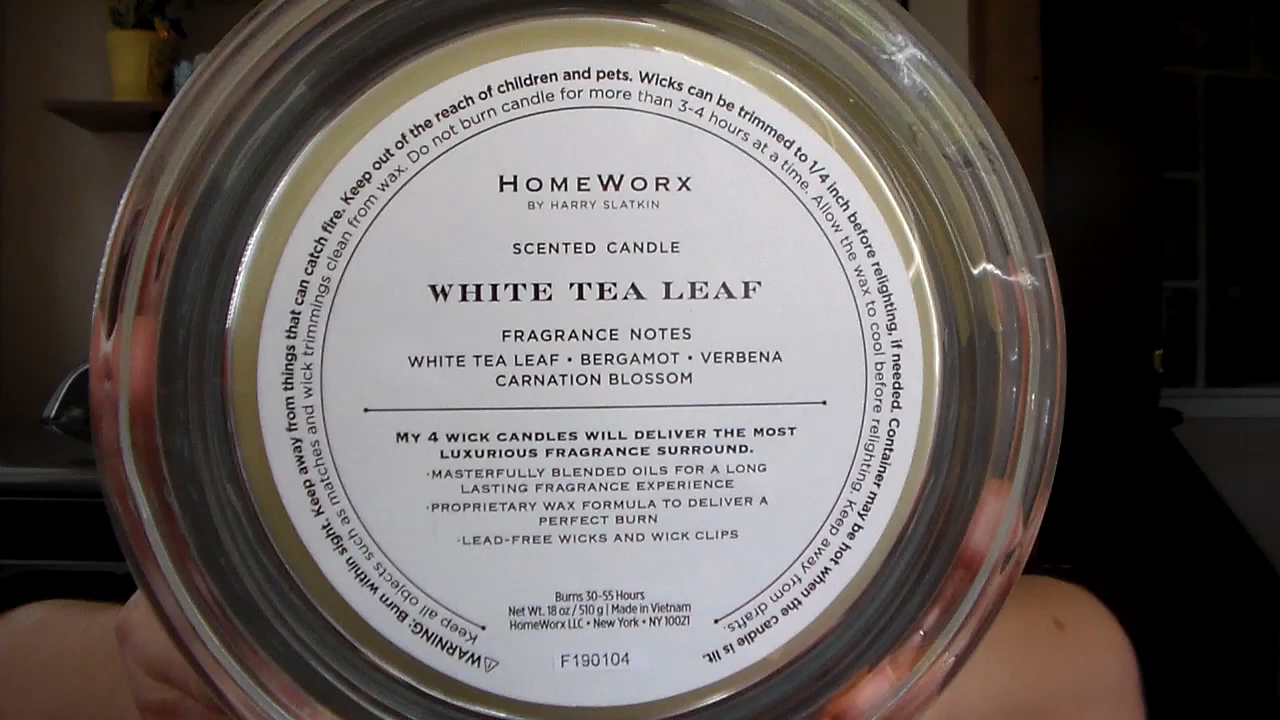 ⚠WARNING: Burn within sight. Keep away from things that can catch fire. Keep out of the reach of children and pets. Wicks can be trimmed to 1/4 inch before relighting, if needed. Container may be hot when the candle is lit.
Keep all objects such as matches and wick trimmings clean from wax. Do not burn candle for more than 3-4 hours at a time. Allow the wax to cool before relighting. Keep away from drafts.
HOMEWORX
BY HARRY SLATKIN
SCENTED CANDLE
WHITE TEA LEAF
FRAGRANCE NOTES
WHITE TEA LEAF • BERGAMOT • VERBENA
CARNATION BLOSSOM
MY 4 WICK CANDLES WILL DELIVER THE MOST
LUXURIOUS FRAGRANCE SURROUND.
·MASTERFULLY BLENDED OILS FOR A LONG
LASTING FRAGRANCE EXPERIENCE
·PROPRIETARY WAX FORMULA TO DELIVER A
PERFECT BURN
·LEAD-FREE WICKS AND WICK CLIPS
Burns 30-55 Hours
Net Wt. 18 oz / 510 g | Made in Vietnam
HomeWorx LLC • New York • NY 10021
F190104